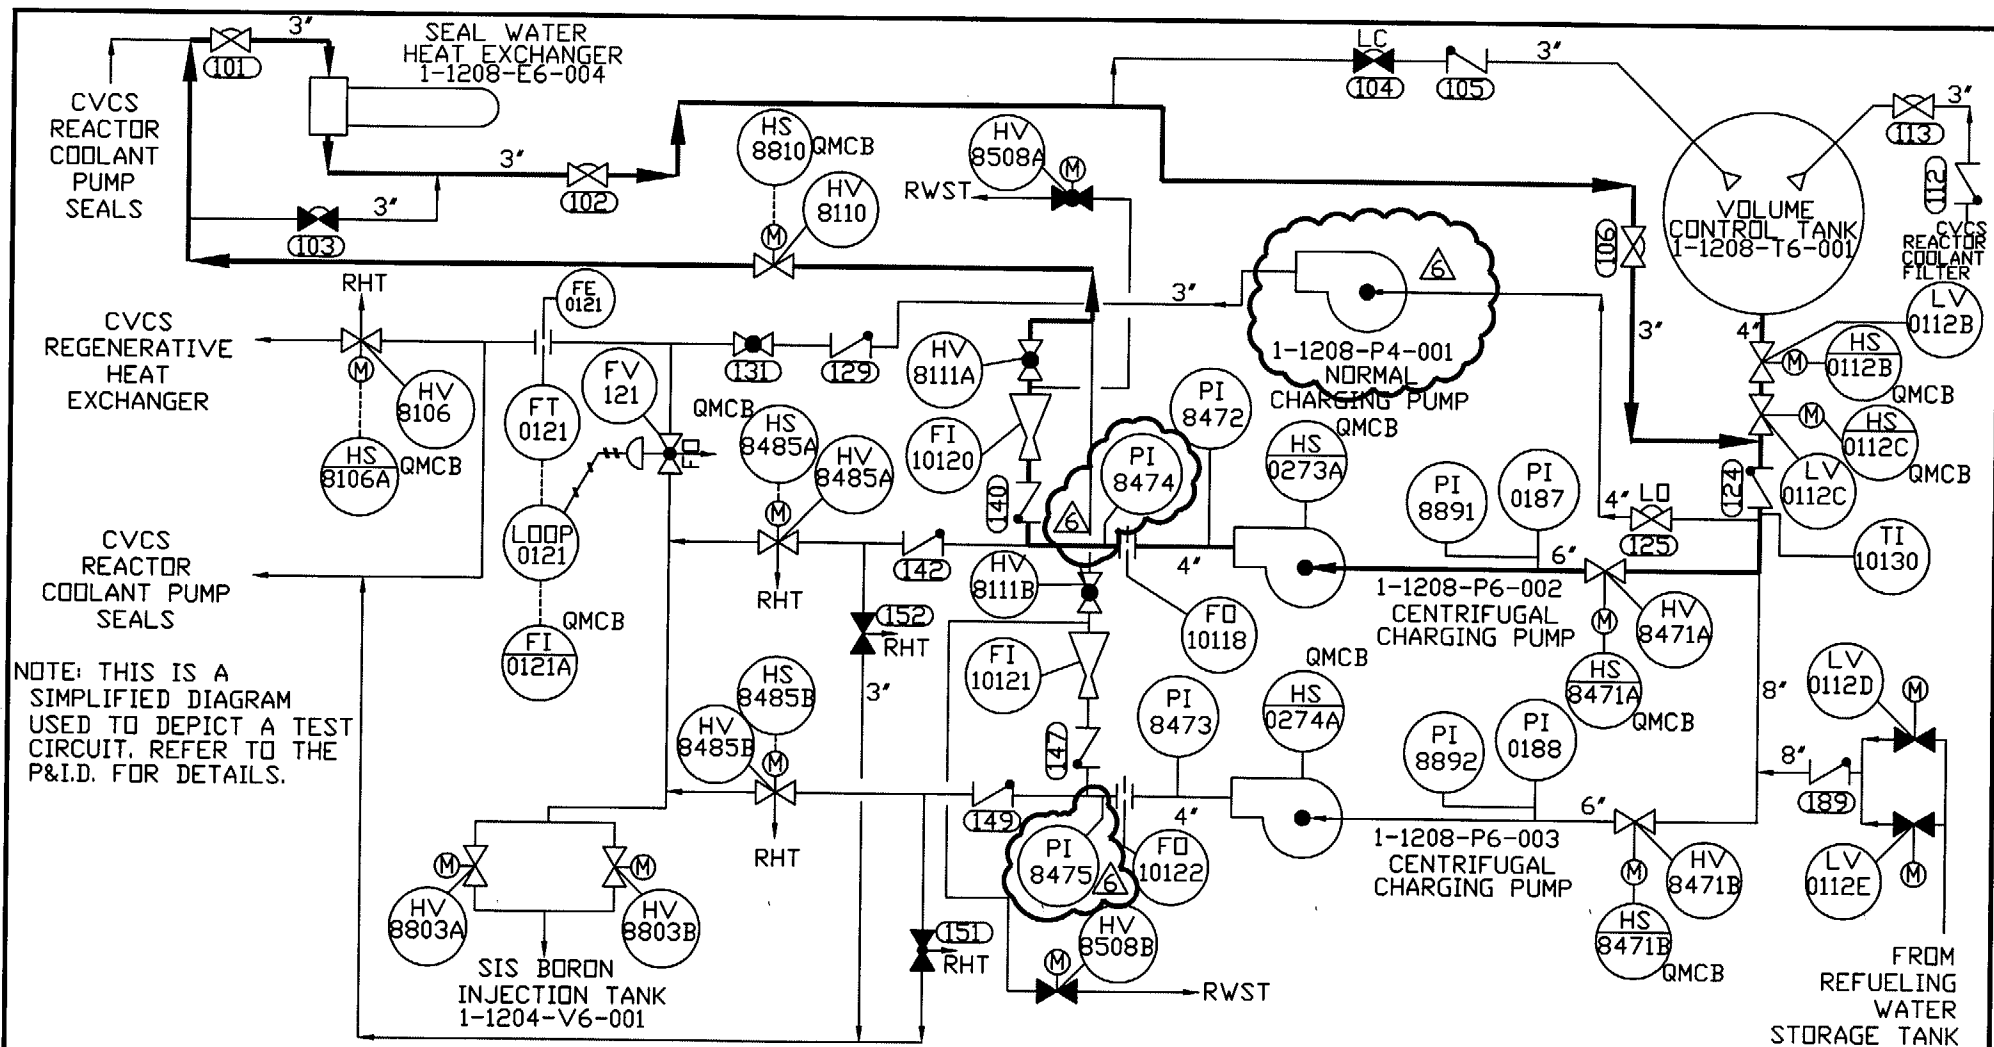 SEAL WATER
HEAT EXCHANGER
1-1208-E6-004
3"
101
CVCS
REACTOR
COOLANT
PUMP
SEALS
3"
102
3"
103
HS
8810
QMCB
M
HV
8110
HV
8508A
M
RWST
LC
104
105
3"
3"
113
112
CVCS
REACTOR
COOLANT
FILTER
VOLUME
CONTROL TANK
1-1208-T6-001
106
3"
4"
LV
0112B
M
HS
0112B
QMCB
M
HS
0112C
QMCB
LV
0112C
124
TI
10130
6
1-1208-P4-001
NORMAL
CHARGING PUMP
3"
RHT
CVCS
REGENERATIVE
HEAT
EXCHANGER
M
HV
8106
HS
8106A
QMCB
FE
0121
FT
0121
LOOP
0121
FI
0121A
QMCB
FV
121
FO
131
129
QMCB
HS
8485A
HV
8485A
M
RHT
142
HV
8111A
FI
10120
140
6
PI
8474
PI
8472
QMCB
HS
0273A
4"
FO
10118
PI
8891
PI
0187
6"
4"
LO
125
1-1208-P6-002
CENTRIFUGAL
CHARGING PUMP
M
HV
8471A
HS
8471A
QMCB
CVCS
REACTOR
COOLANT PUMP
SEALS
152
RHT
3"
HV
8111B
FI
10121
147
HS
8485B
HV
8485B
M
RHT
149
PI
8473
QMCB
HS
0274A
4"
PI
8475
6
FO
10122
PI
8892
PI
0188
6"
1-1208-P6-003
CENTRIFUGAL
CHARGING PUMP
M
HV
8471B
HS
8471B
QMCB
8"
8"
189
LV
0112D
M
LV
0112E
M
FROM
REFUELING
WATER
STORAGE TANK
NOTE: THIS IS A
SIMPLIFIED DIAGRAM
USED TO DEPICT A TEST
CIRCUIT. REFER TO THE
P&I.D. FOR DETAILS.
M
HV
8803A
M
HV
8803B
SIS BORON
INJECTION TANK
1-1204-V6-001
151
RHT
HV
8508B
M
RWST